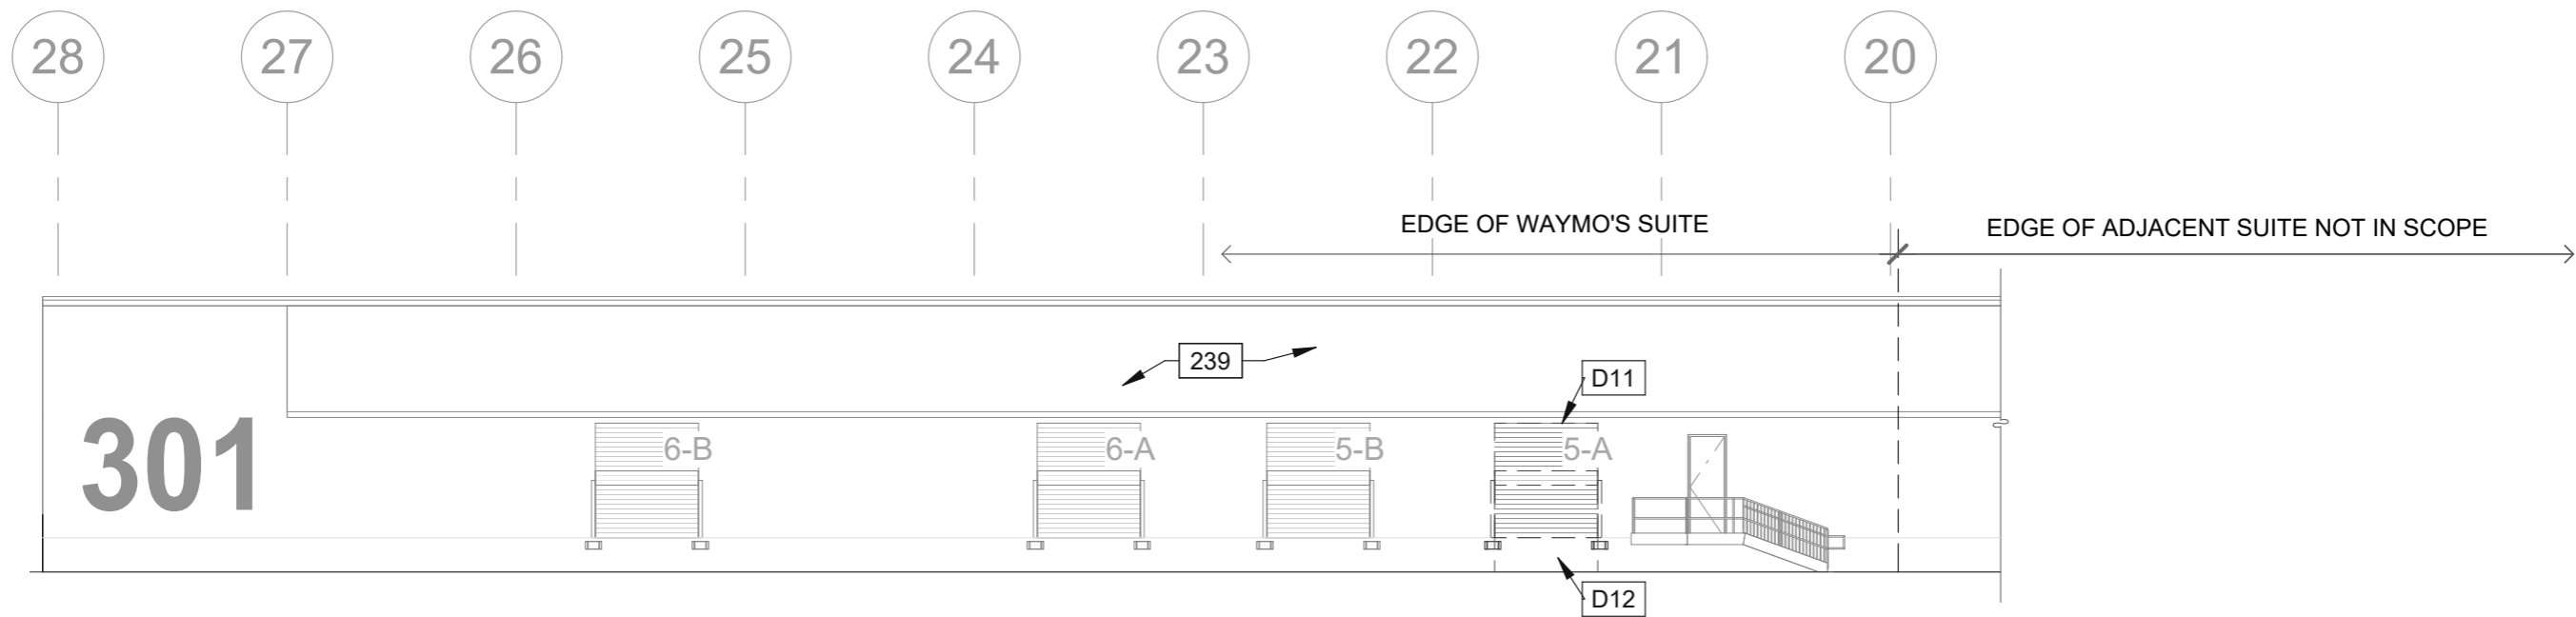 28 27 26 25 24 23 22 21 20
EDGE OF WAYMO'S SUITE
EDGE OF ADJACENT SUITE NOT IN SCOPE
239
D11
301
6-B 6-A 5-B 5-A
D12